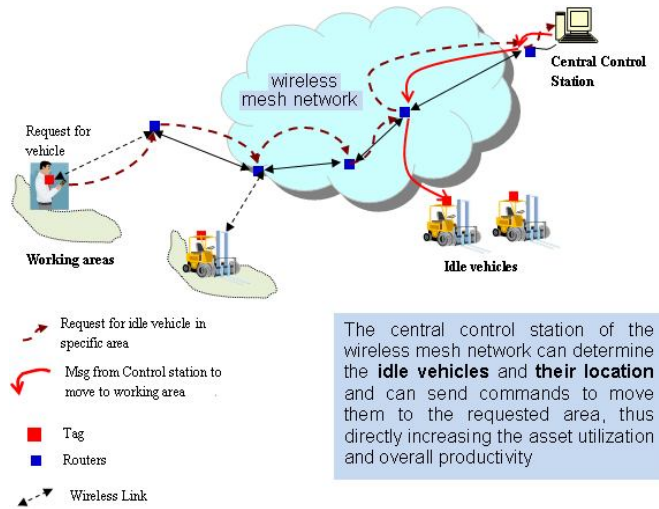 wireless
mesh network
Central Control
Station
Request for
vehicle
Working areas
Idle vehicles
Request for idle vehicle in
specific area
Msg from Control station to
move to working area
Tag
Routers
Wireless Link
The central control station of the
wireless mesh network can determine
the idle vehicles and their location
and can send commands to move
them to the requested area, thus
directly increasing the asset utilization
and overall productivity